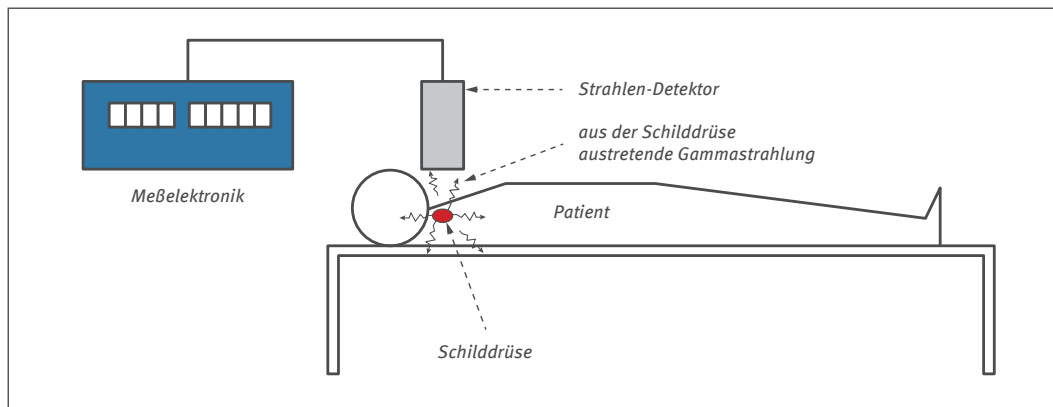 Strahlen-Detektor
aus der Schilddrüse
austretende Gammastrahlung
Meßelektronik
Patient
Schilddrüse